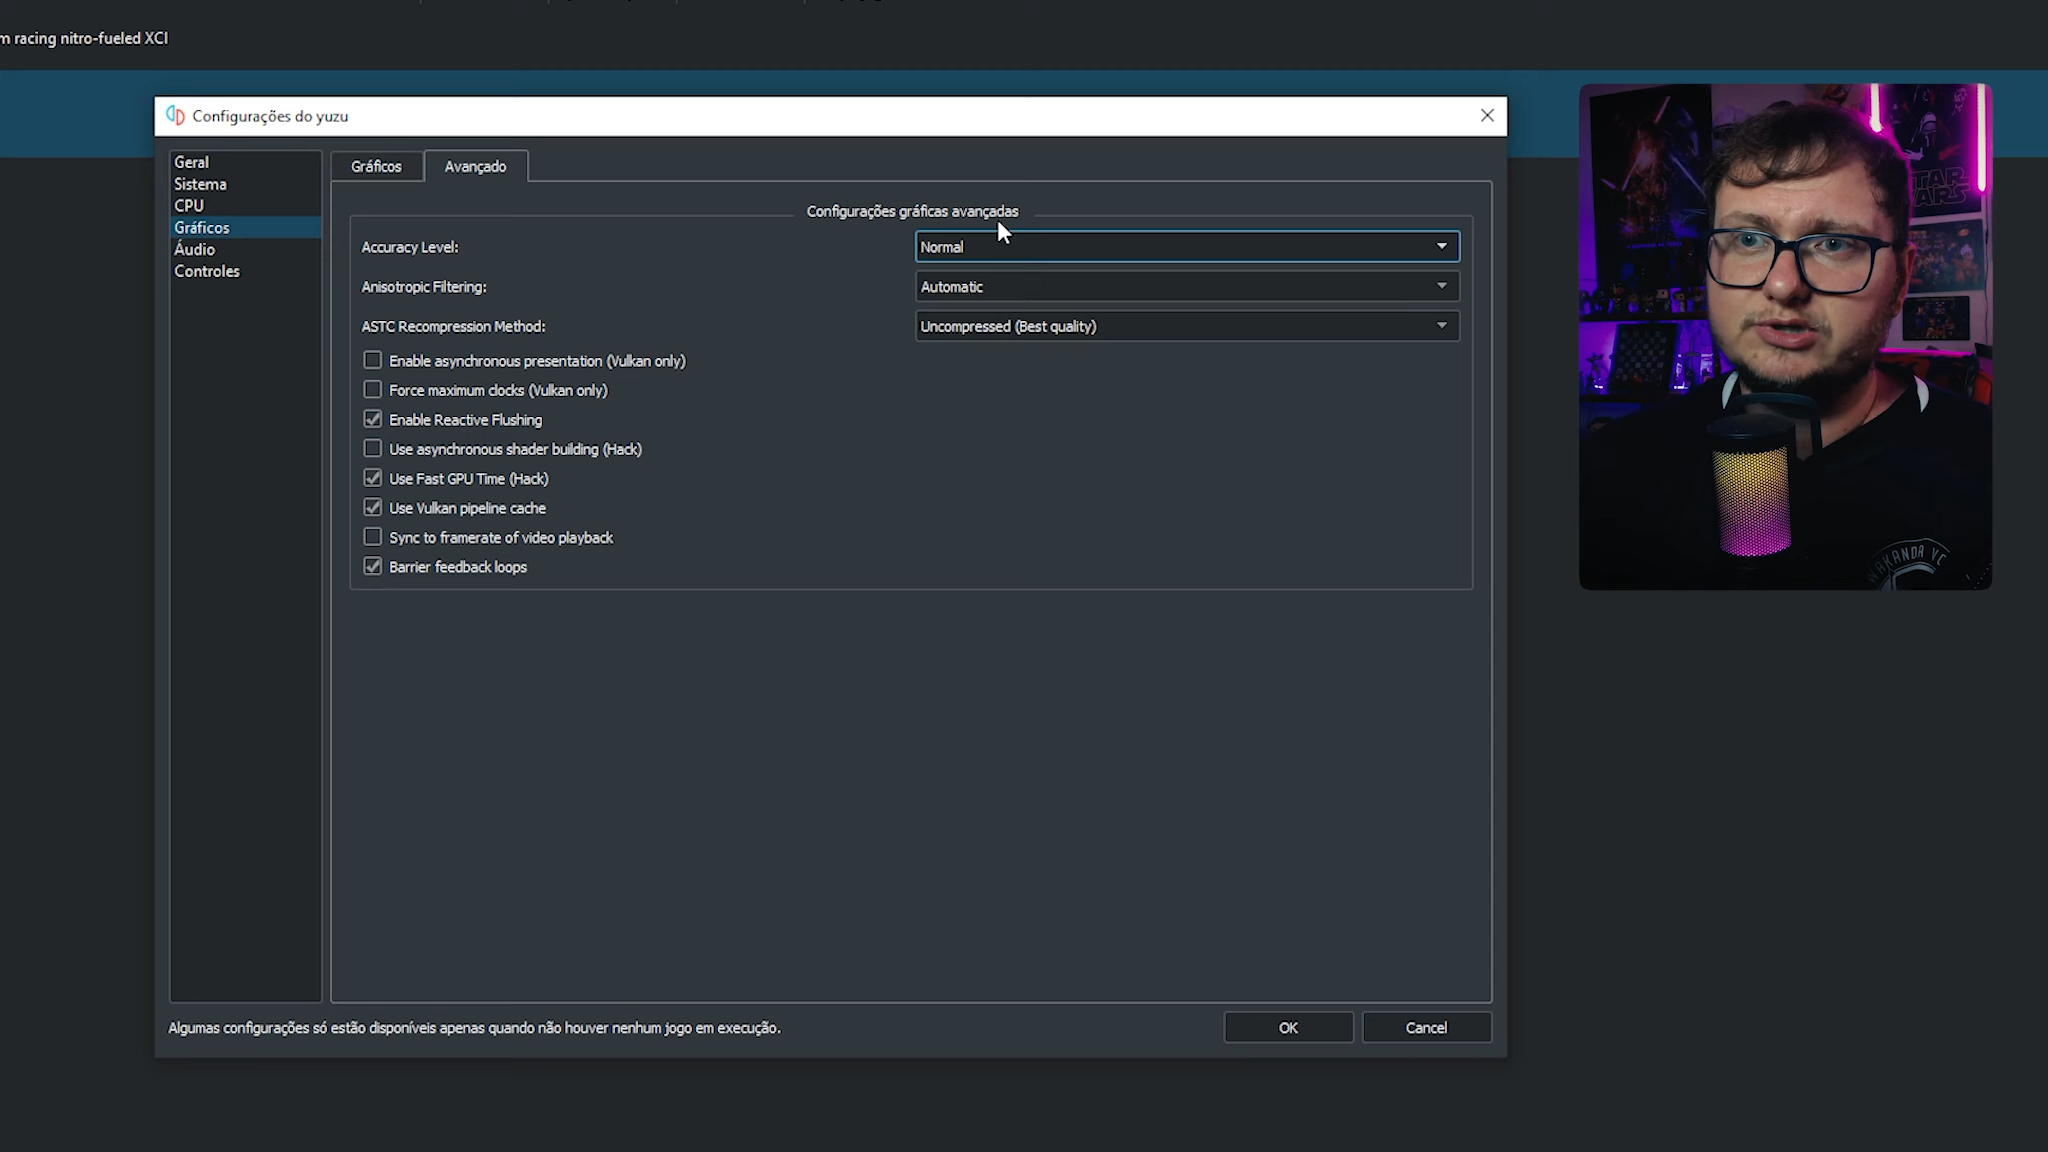 m racing nitro-fueled XCI
Configurações do yuzu
Geral
Sistema
CPU
Gráficos
Áudio
Controles
Gráficos
Avançado
Configurações gráficas avançadas
Accuracy Level:
Normal
Anisotropic Filtering:
Automatic
ASTC Recompression Method:
Uncompressed (Best quality)
Enable asynchronous presentation (Vulkan only)
Force maximum clocks (Vulkan only)
Enable Reactive Flushing
Use asynchronous shader building (Hack)
Use Fast GPU Time (Hack)
Use Vulkan pipeline cache
Sync to framerate of video playback
Barrier feedback loops
Algumas configurações só estão disponíveis apenas quando não houver nenhum jogo em execução.
OK
Cancel
STAR
WARS
WAKANDA